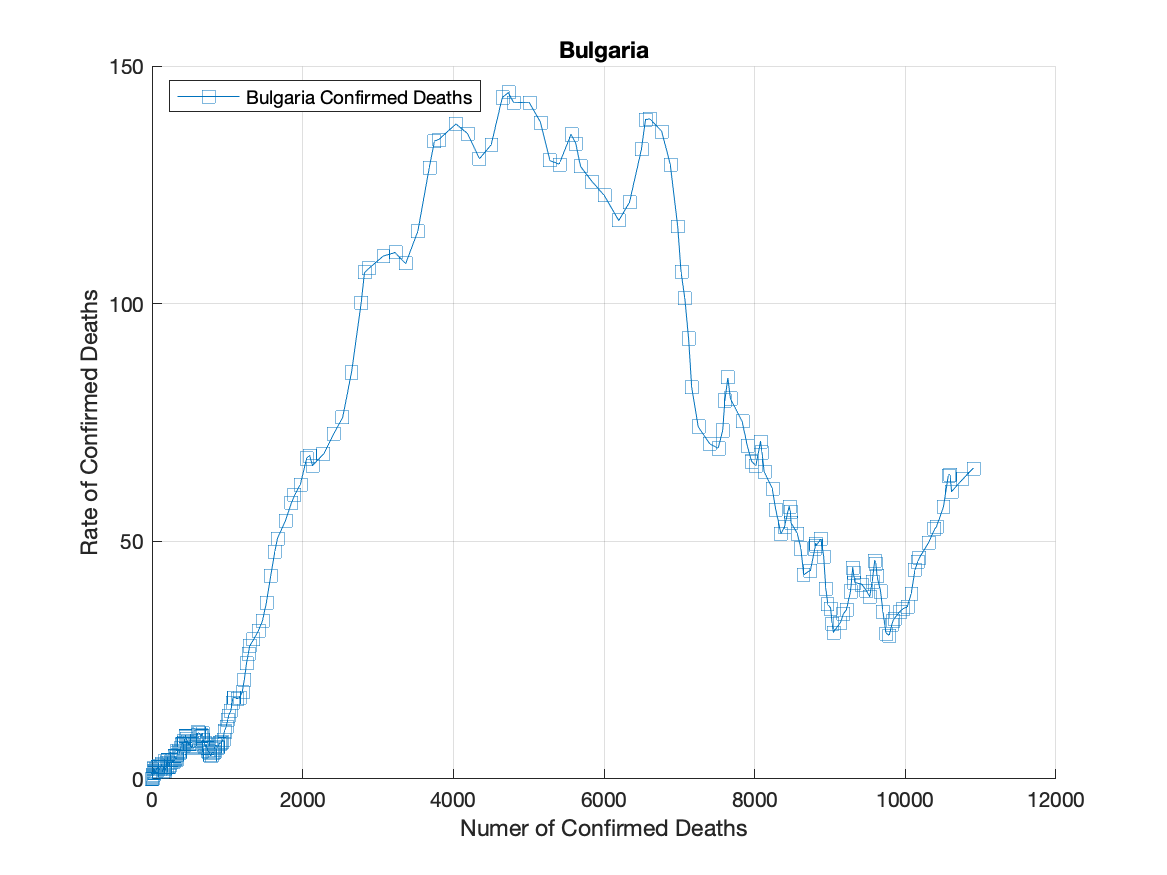 Bulgaria
150
Bulgaria Confirmed Deaths
100
50
0
Rate of Confirmed Deaths
0 2000 4000 6000 8000 10000 12000
Numer of Confirmed Deaths